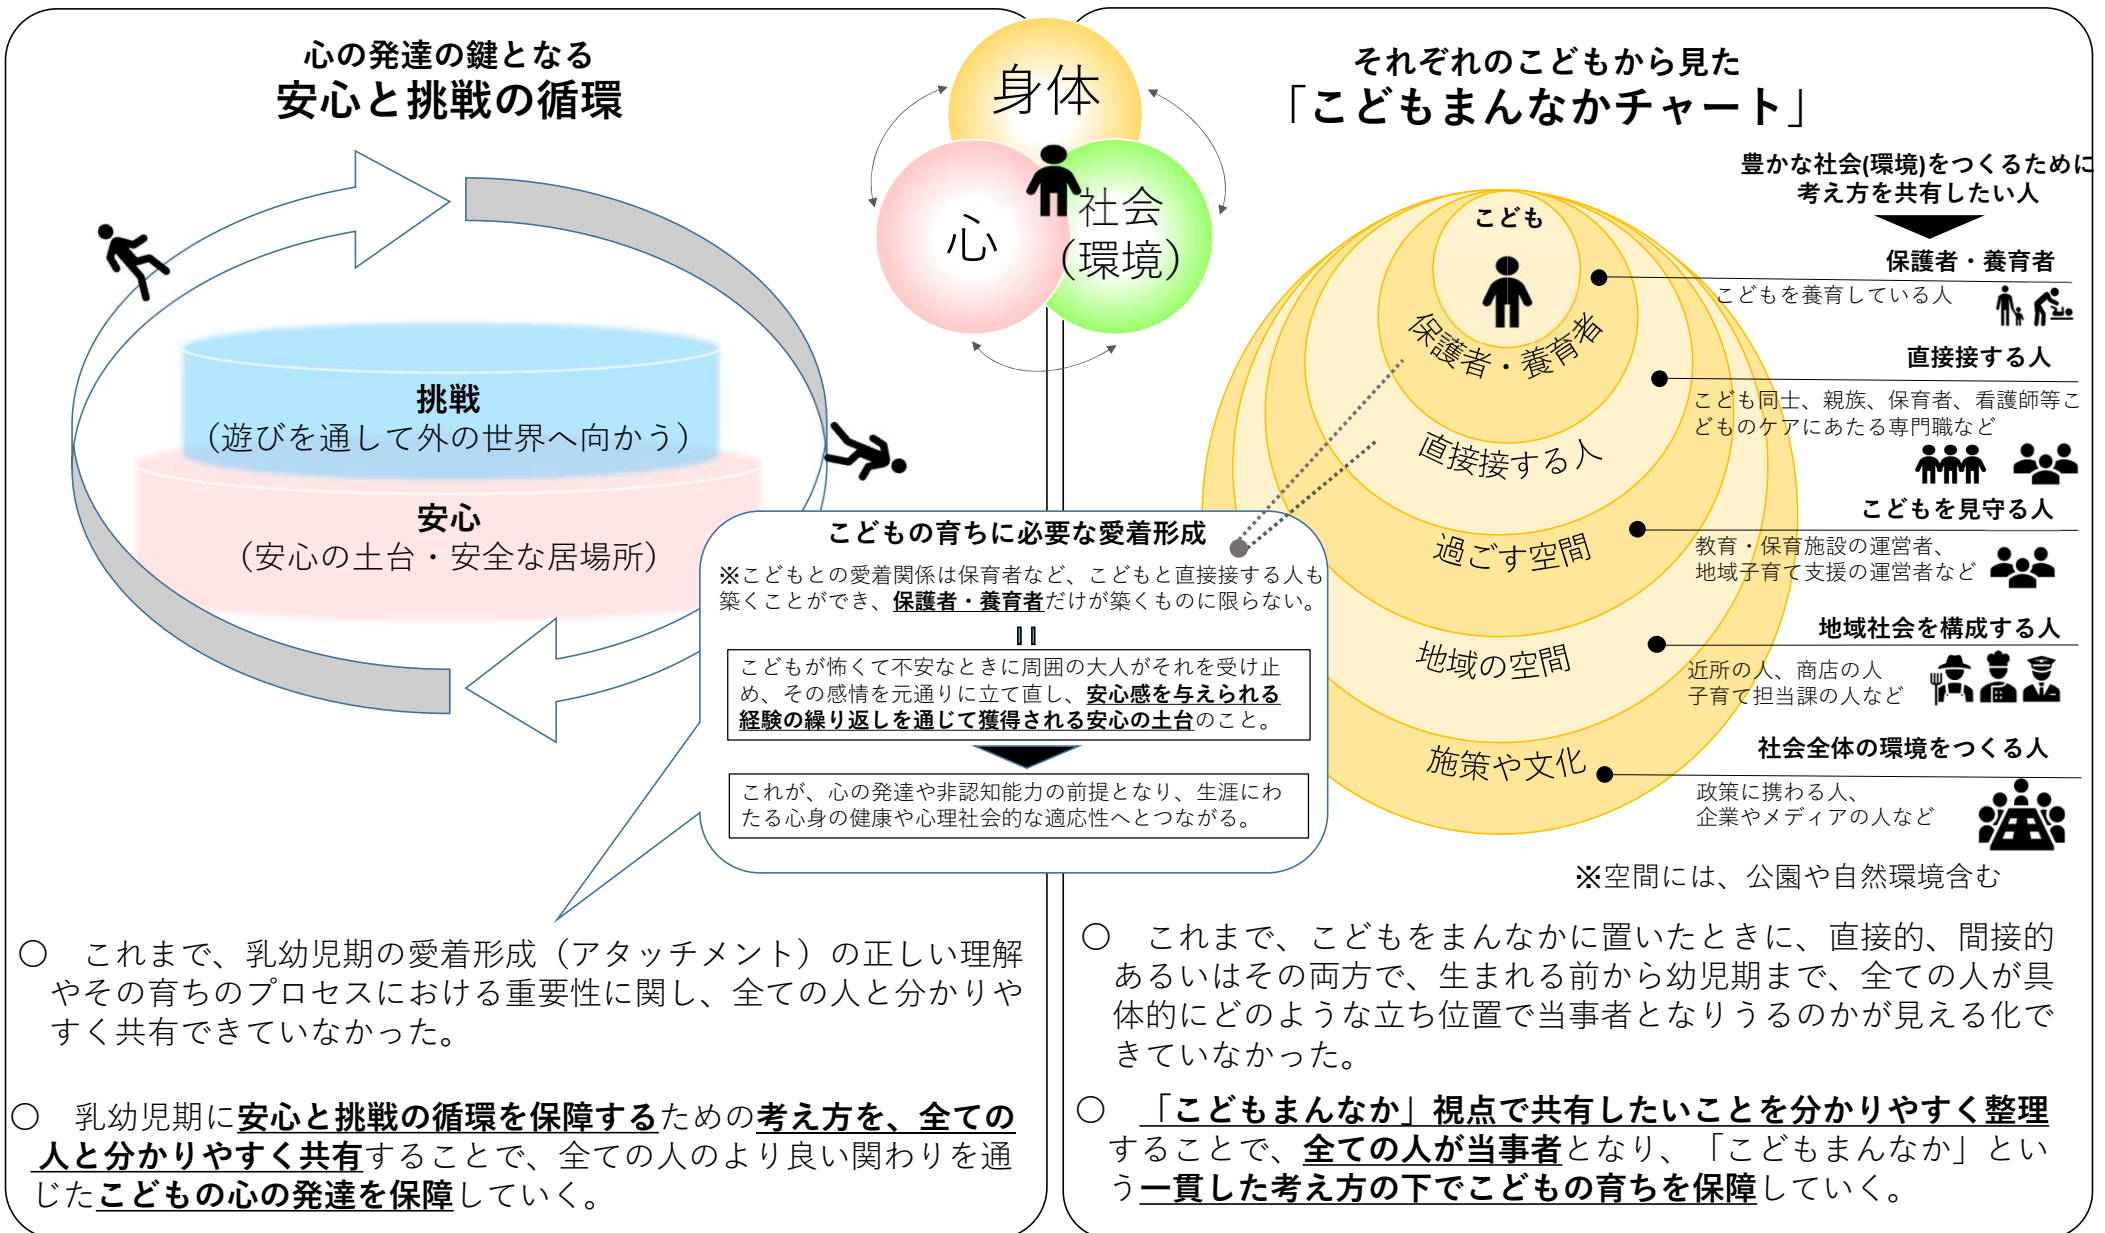 心の発達の鍵となる
安心と挑戦の循環
挑戦
（遊びを通して外の世界へ向かう）
安心
（安心の土台・安全な居場所）
身体
心
社会
（環境）
それぞれのこどもから見た
「こどもまんなかチャート」
豊かな社会(環境)をつくるために
考え方を共有したい人
こども
保護者・養育者
直接接する人
過ごす空間
地域の空間
施策や文化
保護者・養育者
こどもを養育している人
直接接する人
こども同士、親族、保育者、看護師等こ
どものケアにあたる専門職など
こどもを見守る人
教育・保育施設の運営者、
地域子育て支援の運営者など
地域社会を構成する人
近所の人、商店の人
子育て担当課の人など
社会全体の環境をつくる人
政策に携わる人、
企業やメディアの人など
※空間には、公園や自然環境含む
こどもの育ちに必要な愛着形成
※こどもとの愛着関係は保育者など、こどもと直接接する人も
築くことができ、保護者・養育者だけが築くものに限らない。
こどもが怖くて不安なときに周囲の大人がそれを受け止
め、その感情を元通りに立て直し、安心感を与えられる
経験の繰り返しを通じて獲得される安心の土台のこと。
これが、心の発達や非認知能力の前提となり、生涯にわ
たる心身の健康や心理社会的な適応性へとつながる。
○　これまで、乳幼児期の愛着形成（アタッチメント）の正しい理解
やその育ちのプロセスにおける重要性に関し、全ての人と分かりや
すく共有できていなかった。
○　乳幼児期に安心と挑戦の循環を保障するための考え方を、全ての
人と分かりやすく共有することで、全ての人のより良い関わりを通
じたこどもの心の発達を保障していく。
○　これまで、こどもをまんなかに置いたときに、直接的、間接的
あるいはその両方で、生まれる前から幼児期まで、全ての人が具
体的にどのような立ち位置で当事者となりうるのかが見える化で
きていなかった。
○　「こどもまんなか」視点で共有したいことを分かりやすく整理
することで、全ての人が当事者となり、「こどもまんなか」とい
う一貫した考え方の下でこどもの育ちを保障していく。